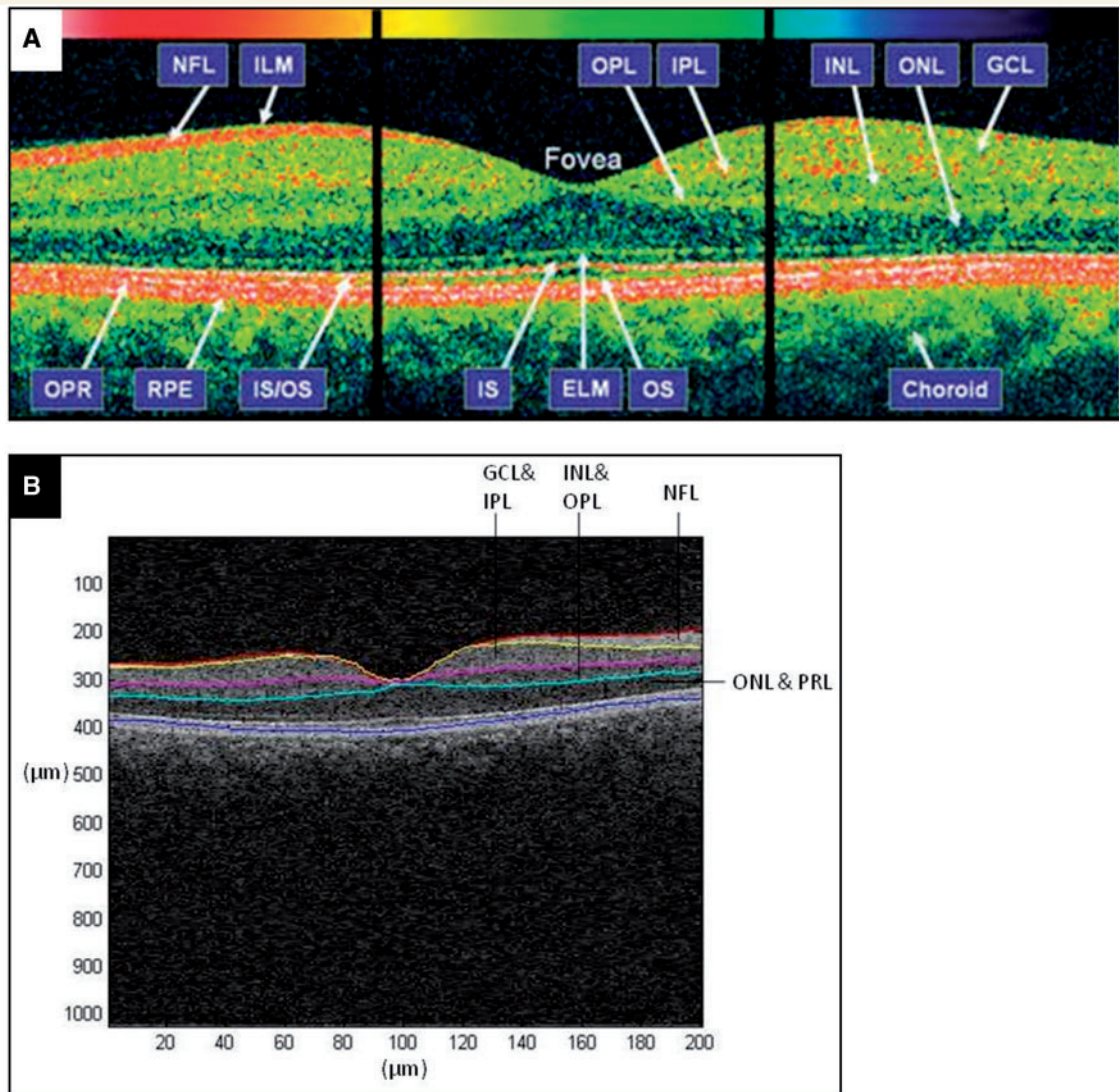 A
NFL ILM OPL IPL INL ONL GCL
Fovea
OPR RPE IS/OS IS ELM OS Choroid
B
GCL& INL& NFL
IPL OPL
100
200
300
ONL & PRL
400
(µm) 500
600
700
800
900
1000
20 40 60 80 100 120 140 160 180 200
(µm)